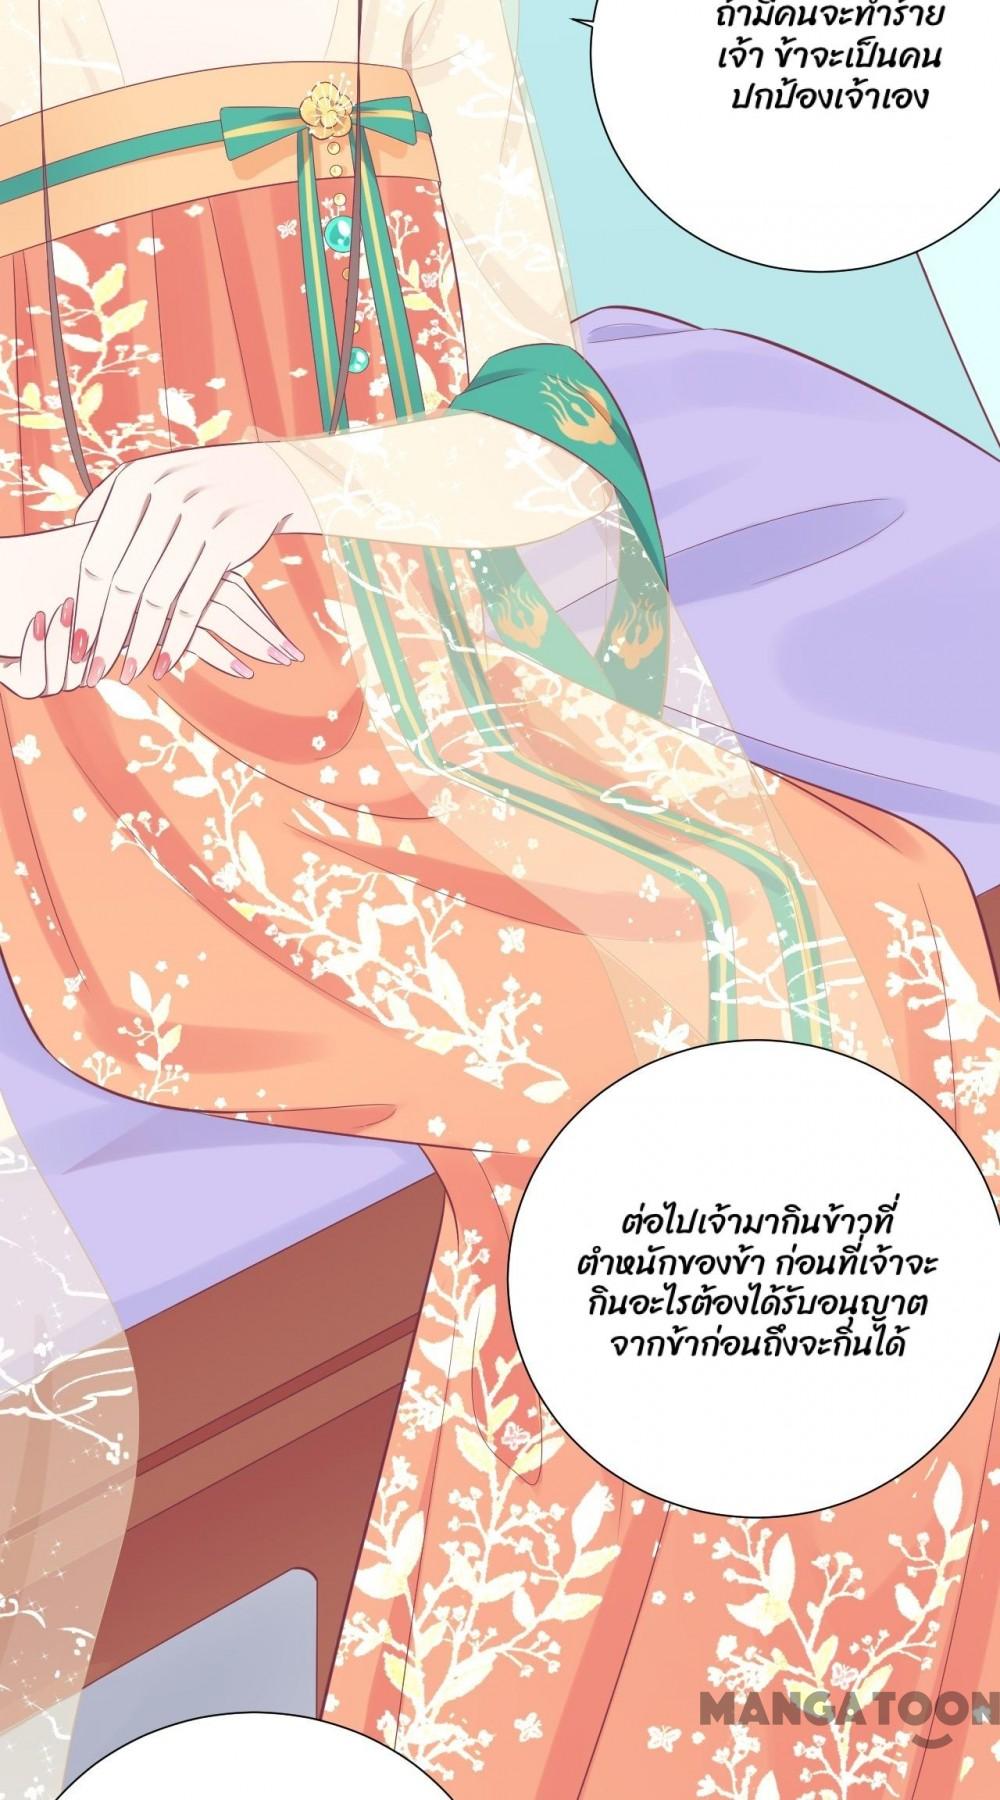 ถ้ามีคนจะทำร้าย
เจ้า ข้าจะเป็นคน
ปกป้องเจ้าเอง
ต่อไปเจ้ามากินข้าวที่
ตำหนักของข้า ก่อนที่เจ้าจะ
กินอะไรต้องได้รับอนุญาต
จากข้าก่อนถึงจะกินได้
MANGATOON